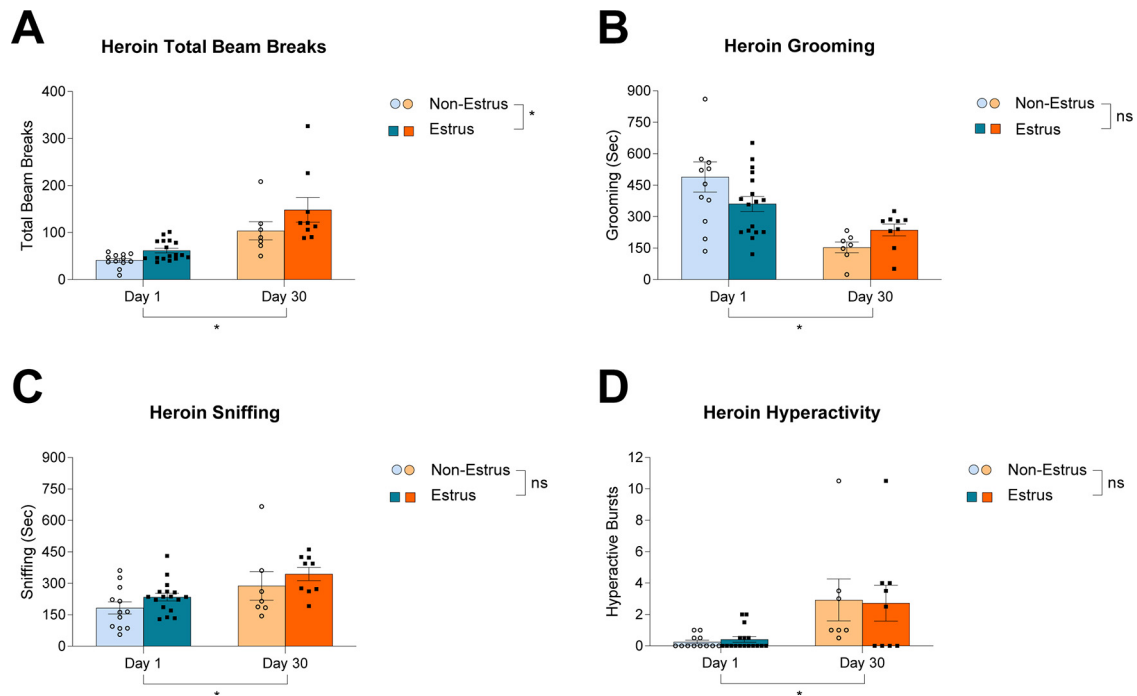 A
Heroin Total Beam Breaks
Total Beam Breaks
400
300
200
100
0
Day 1
Day 30
*
Non-Estrus
Estrus
*
B
Heroin Grooming
Grooming (Sec)
900
750
600
450
300
150
0
Day 1
Day 30
*
Non-Estrus
Estrus
ns
C
Heroin Sniffing
Sniffing (Sec)
900
750
600
450
300
150
0
Day 1
Day 30
*
Non-Estrus
Estrus
ns
D
Heroin Hyperactivity
Hyperactive Bursts
12
10
8
6
4
2
0
Day 1
Day 30
*
Non-Estrus
Estrus
ns